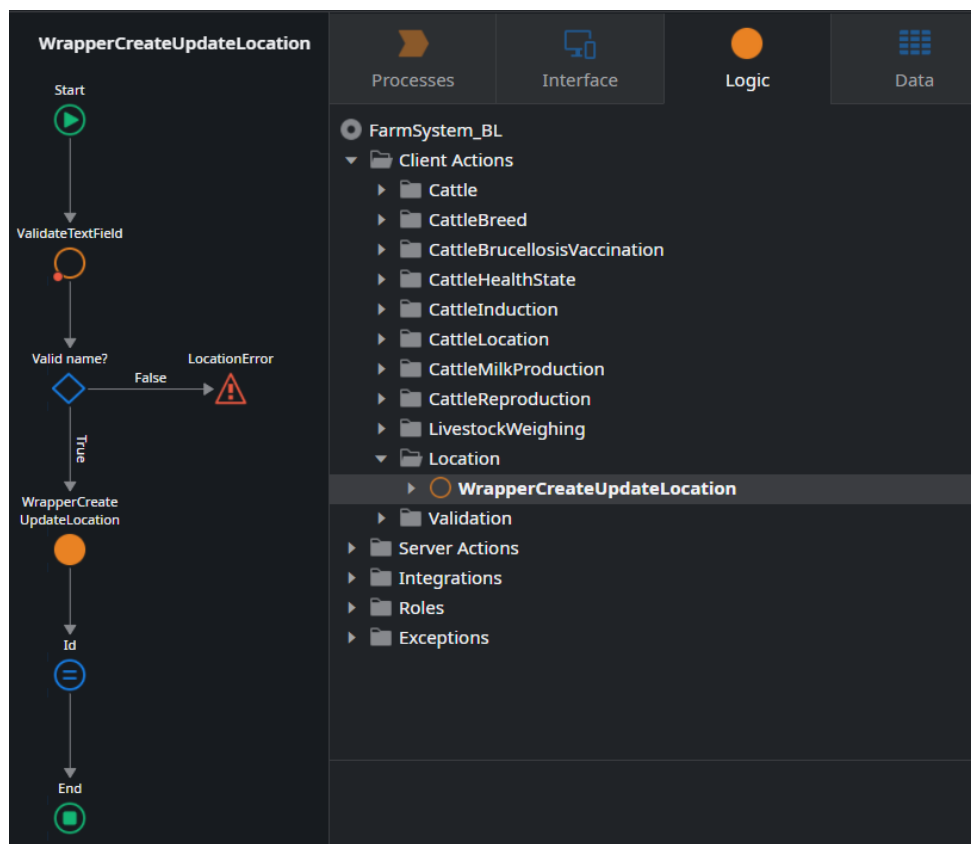 WrapperCreateUpdateLocation
Start
ValidateTextField
Valid name?
False
LocationError
True
WrapperCreate
UpdateLocation
Id
End
Processes
Interface
Logic
Data
FarmSystem_BL
Client Actions
Cattle
CattleBreed
CattleBrucellosisVaccination
CattleHealthState
CattleInduction
CattleLocation
CattleMilkProduction
CattleReproduction
LivestockWeighing
Location
WrapperCreateUpdateLocation
Validation
Server Actions
Integrations
Roles
Exceptions